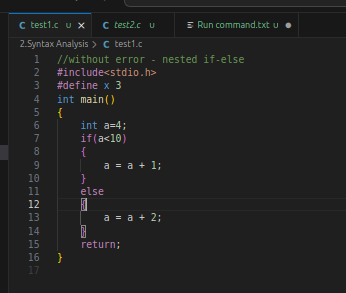 C test1.c U ×
C test2.c U
Run command.txt U ●
2.Syntax Analysis > C test1.c
1 //without error - nested if-else
2 #include<stdio.h>
3 #define x 3
4 int main()
5 {
6 int a=4;
7 if(a<10)
8 {
9 a = a + 1;
10 }
11 else
12 {
13 a = a + 2;
14 }
15 return;
16 }
17